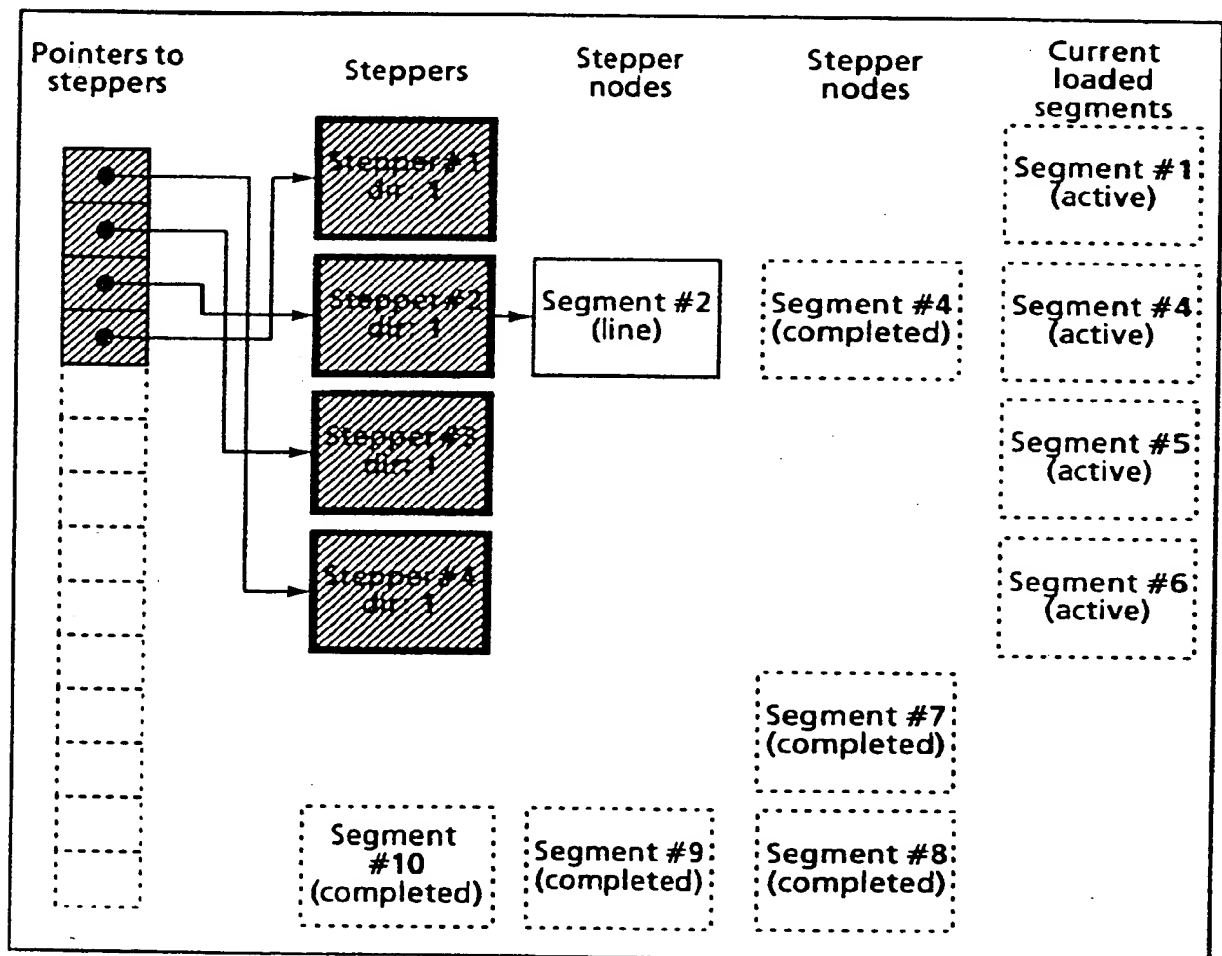 Pointers to
steppers
Steppers
Stepper
nodes
Stepper
nodes
Current
loaded
segments
Stepper#1
dir: 1
Segment #1
(active)
Stepper#2
dir: 1
Segment #2
(line)
Segment #4
(completed)
Segment #4
(active)
Stepper#3
dir: 1
Segment #5
(active)
Stepper#4
dir: 1
Segment #6
(active)
Segment #7
(completed)
Segment
#10
(completed)
Segment #9
(completed)
Segment #8
(completed)